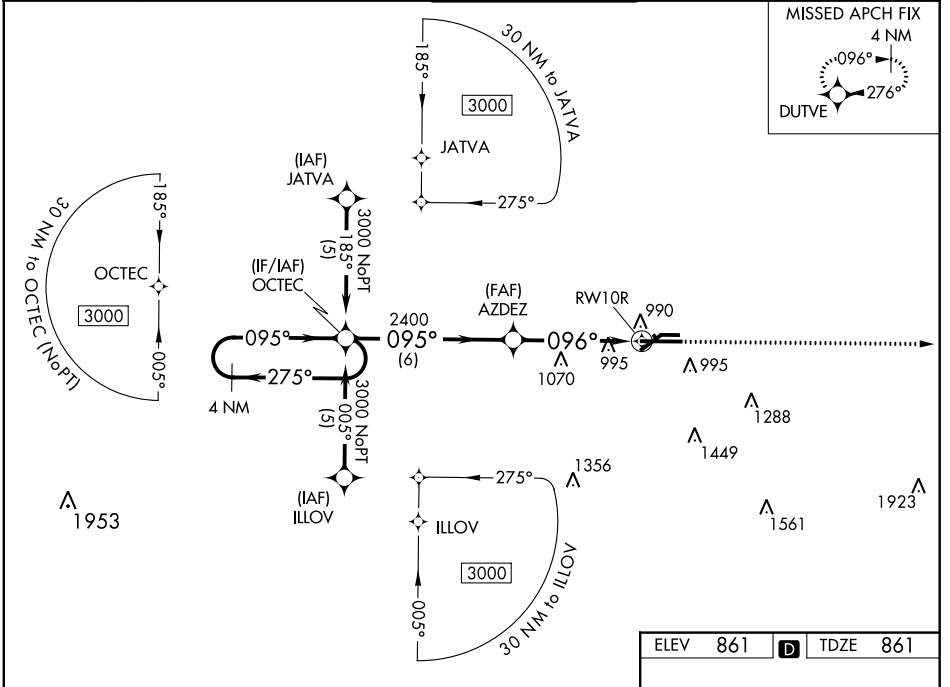 MISSED APCH FIX
4 NM
096°
276°
DUTVE
30 NM to JATVA
185°
3000
JATVA
275°
(IAF)
JATVA
3000 NoPT
185°
(5)
30 NM to OCTEC (NoPT)
185°
OCTEC
3000
005°
(IF/IAF)
OCTEC
095°
275°
4 NM
2400
095°
(6)
(FAF)
AZDEZ
096°
RW10R
990
995
1070
995
1288
1449
3000 NoPT
005°
(5)
(IAF)
ILLOV
1953
275°
ILLOV
3000
005°
30 NM to ILLOV
1356
1561
1923
ELEV 861 D TDZE 861